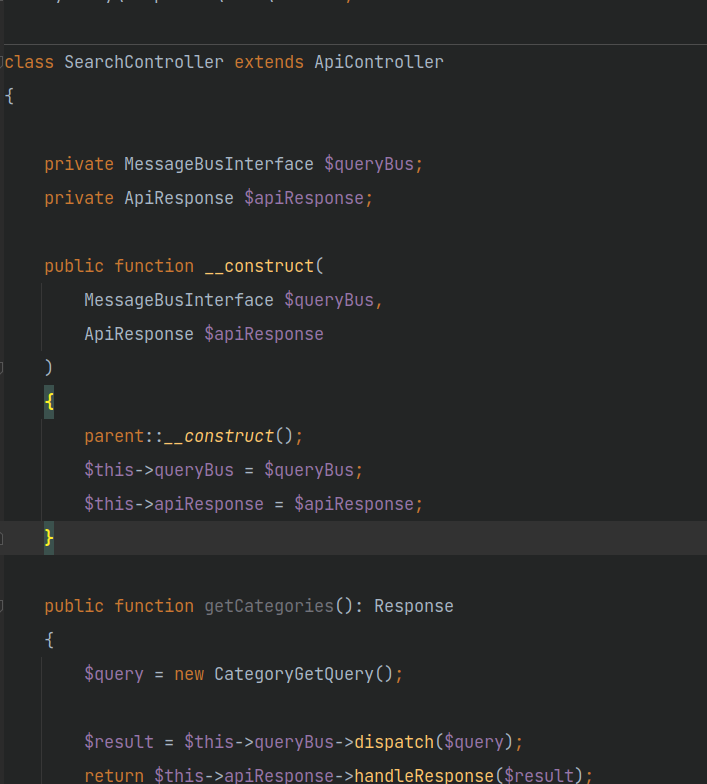 class SearchController extends ApiController
{
private MessageBusInterface $queryBus;
private ApiResponse $apiResponse;
public function __construct(
MessageBusInterface $queryBus,
ApiResponse $apiResponse
)
{
parent::__construct();
$this->queryBus = $queryBus;
$this->apiResponse = $apiResponse;
}
public function getCategories(): Response
{
$query = new CategoryGetQuery();
$result = $this->queryBus->dispatch($query);
return $this->apiResponse->handleResponse($result);